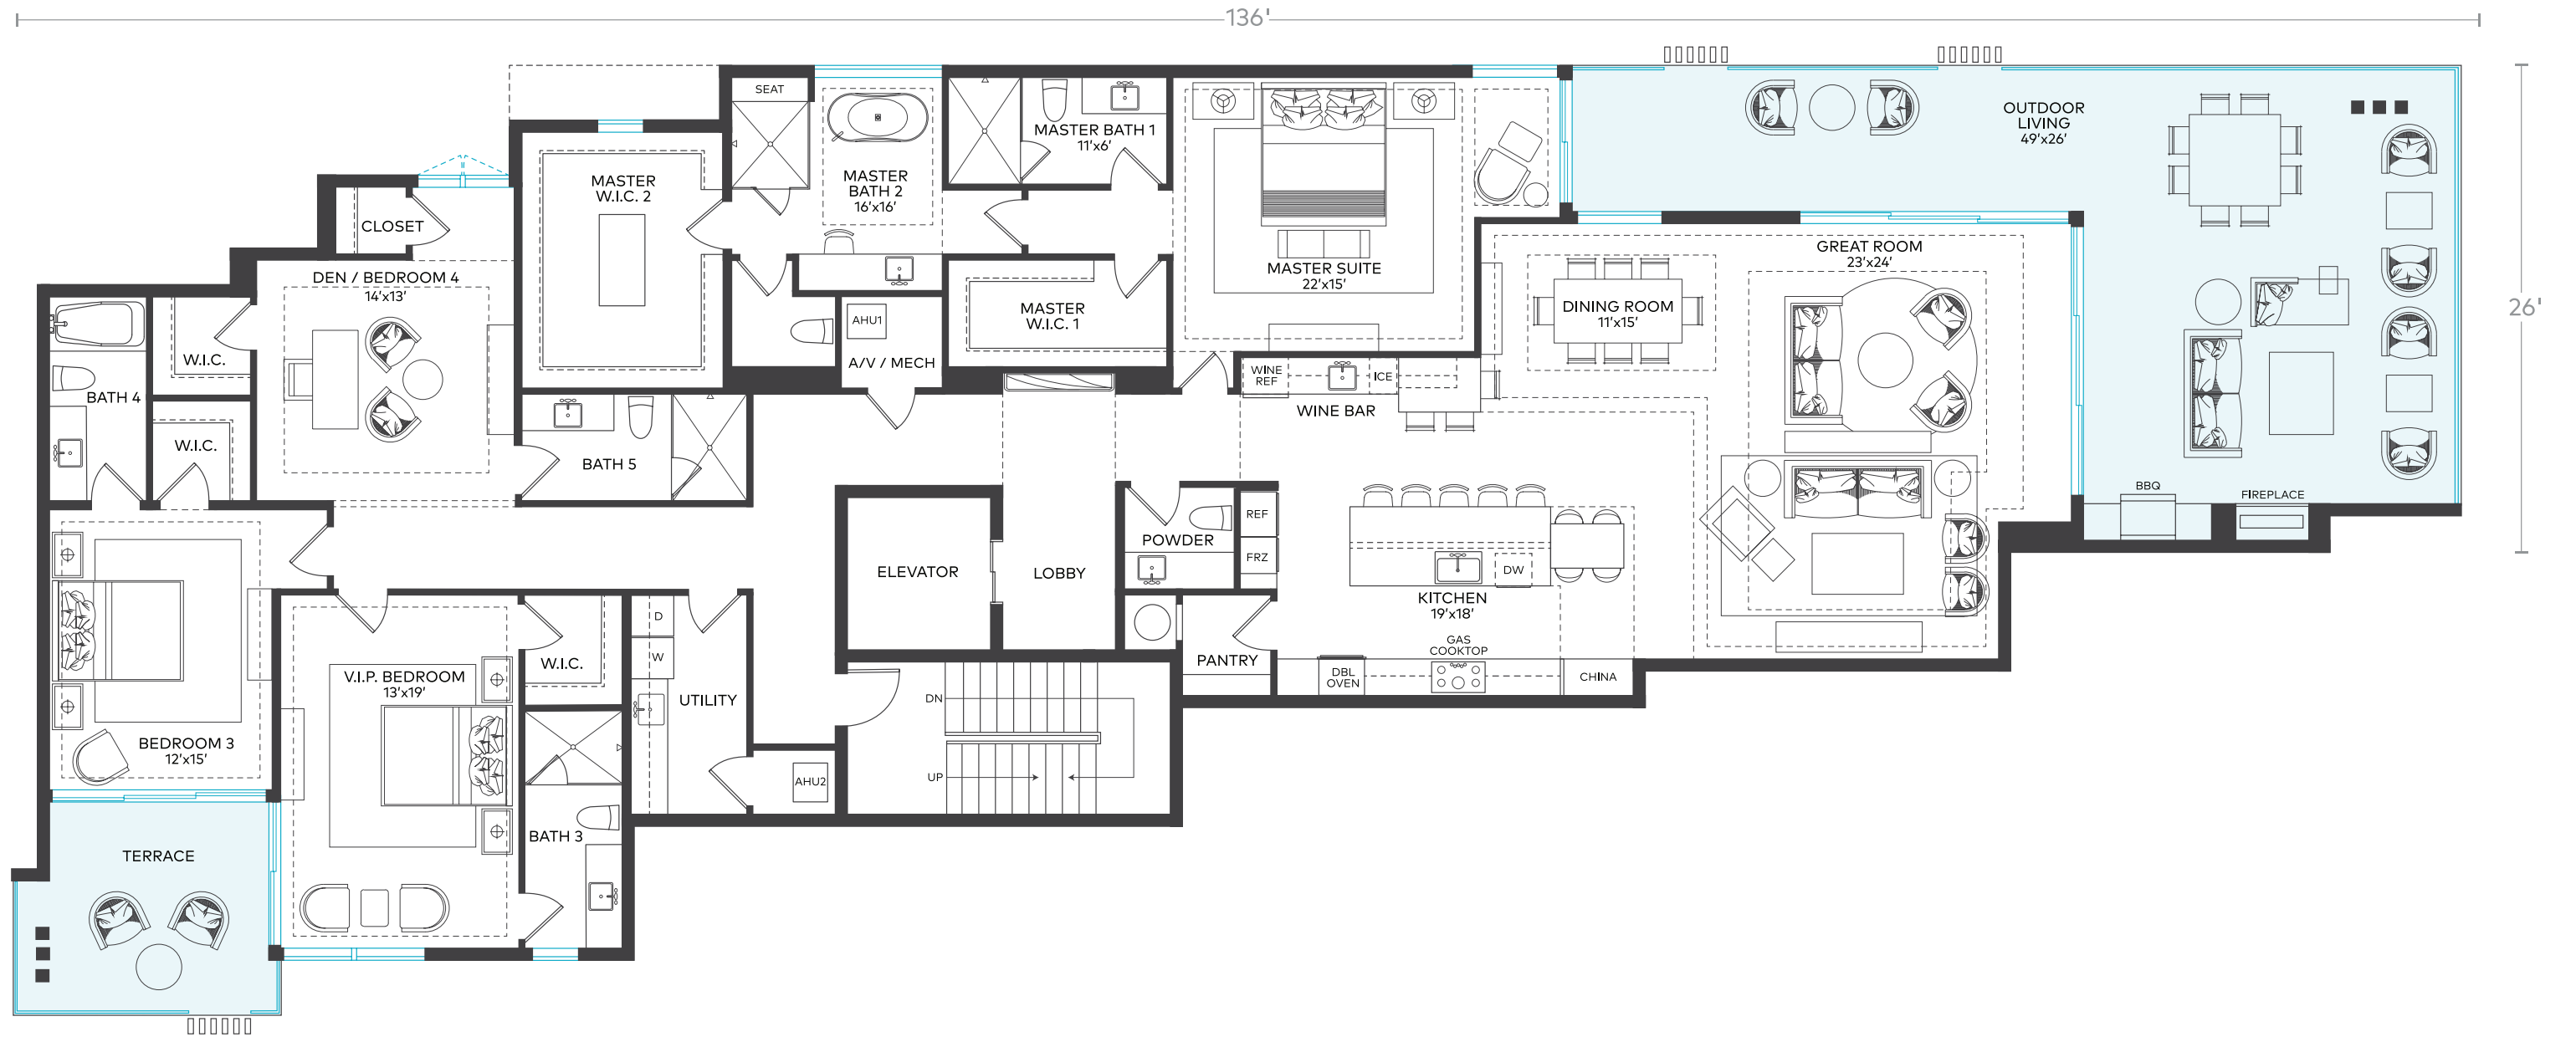 136'
SEAT
OUTDOOR
LIVING
49'x26'
MASTER BATH 1
11'x6'
MASTER
BATH 2
16'x16'
MASTER
W.I.C. 2
CLOSET
GREAT ROOM
23'x24'
MASTER SUITE
22'x15'
DEN / BEDROOM 4
14'x13'
26'
DINING ROOM
11'x15'
MASTER
W.I.C. 1
AHU1
A/V / MECH
W.I.C.
WINE
REF
ICE
WINE BAR
BATH 4
W.I.C.
BATH 5
BBQ
FIREPLACE
REF
POWDER
FRZ
ELEVATOR
LOBBY
DW
KITCHEN
19'x18'
D
W
GAS
COOKTOP
W.I.C.
PANTRY
DBL
OVEN
CHINA
V.I.P. BEDROOM
13'x19'
UTILITY
DN
BEDROOM 3
12'x15'
UP
AHU2
BATH 3
TERRACE